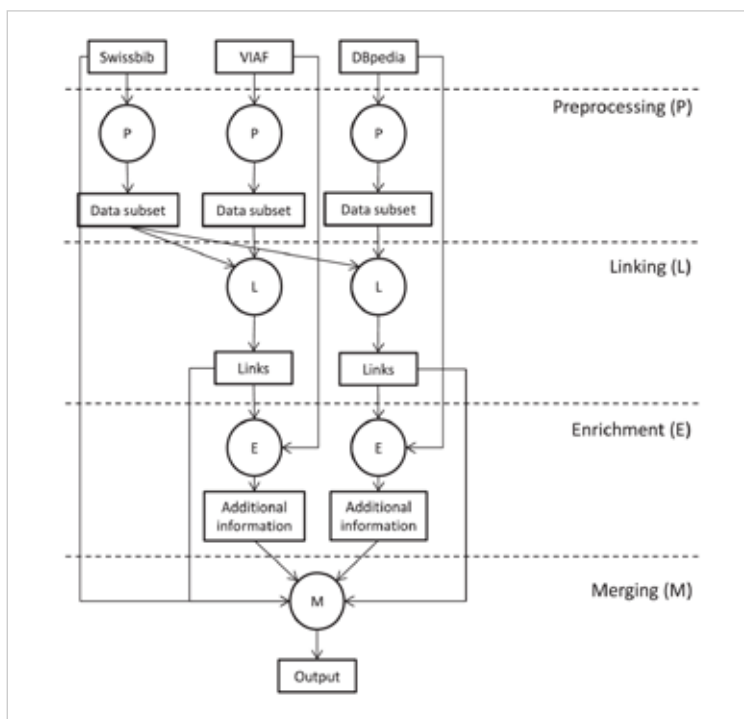 Swissbib VIAF DBpedia
Preprocessing (P)
P P P
Data subset Data subset Data subset
Linking (L)
L L
Links Links
Enrichment (E)
E E
Additional Additional
information information
Merging (M)
M
Output